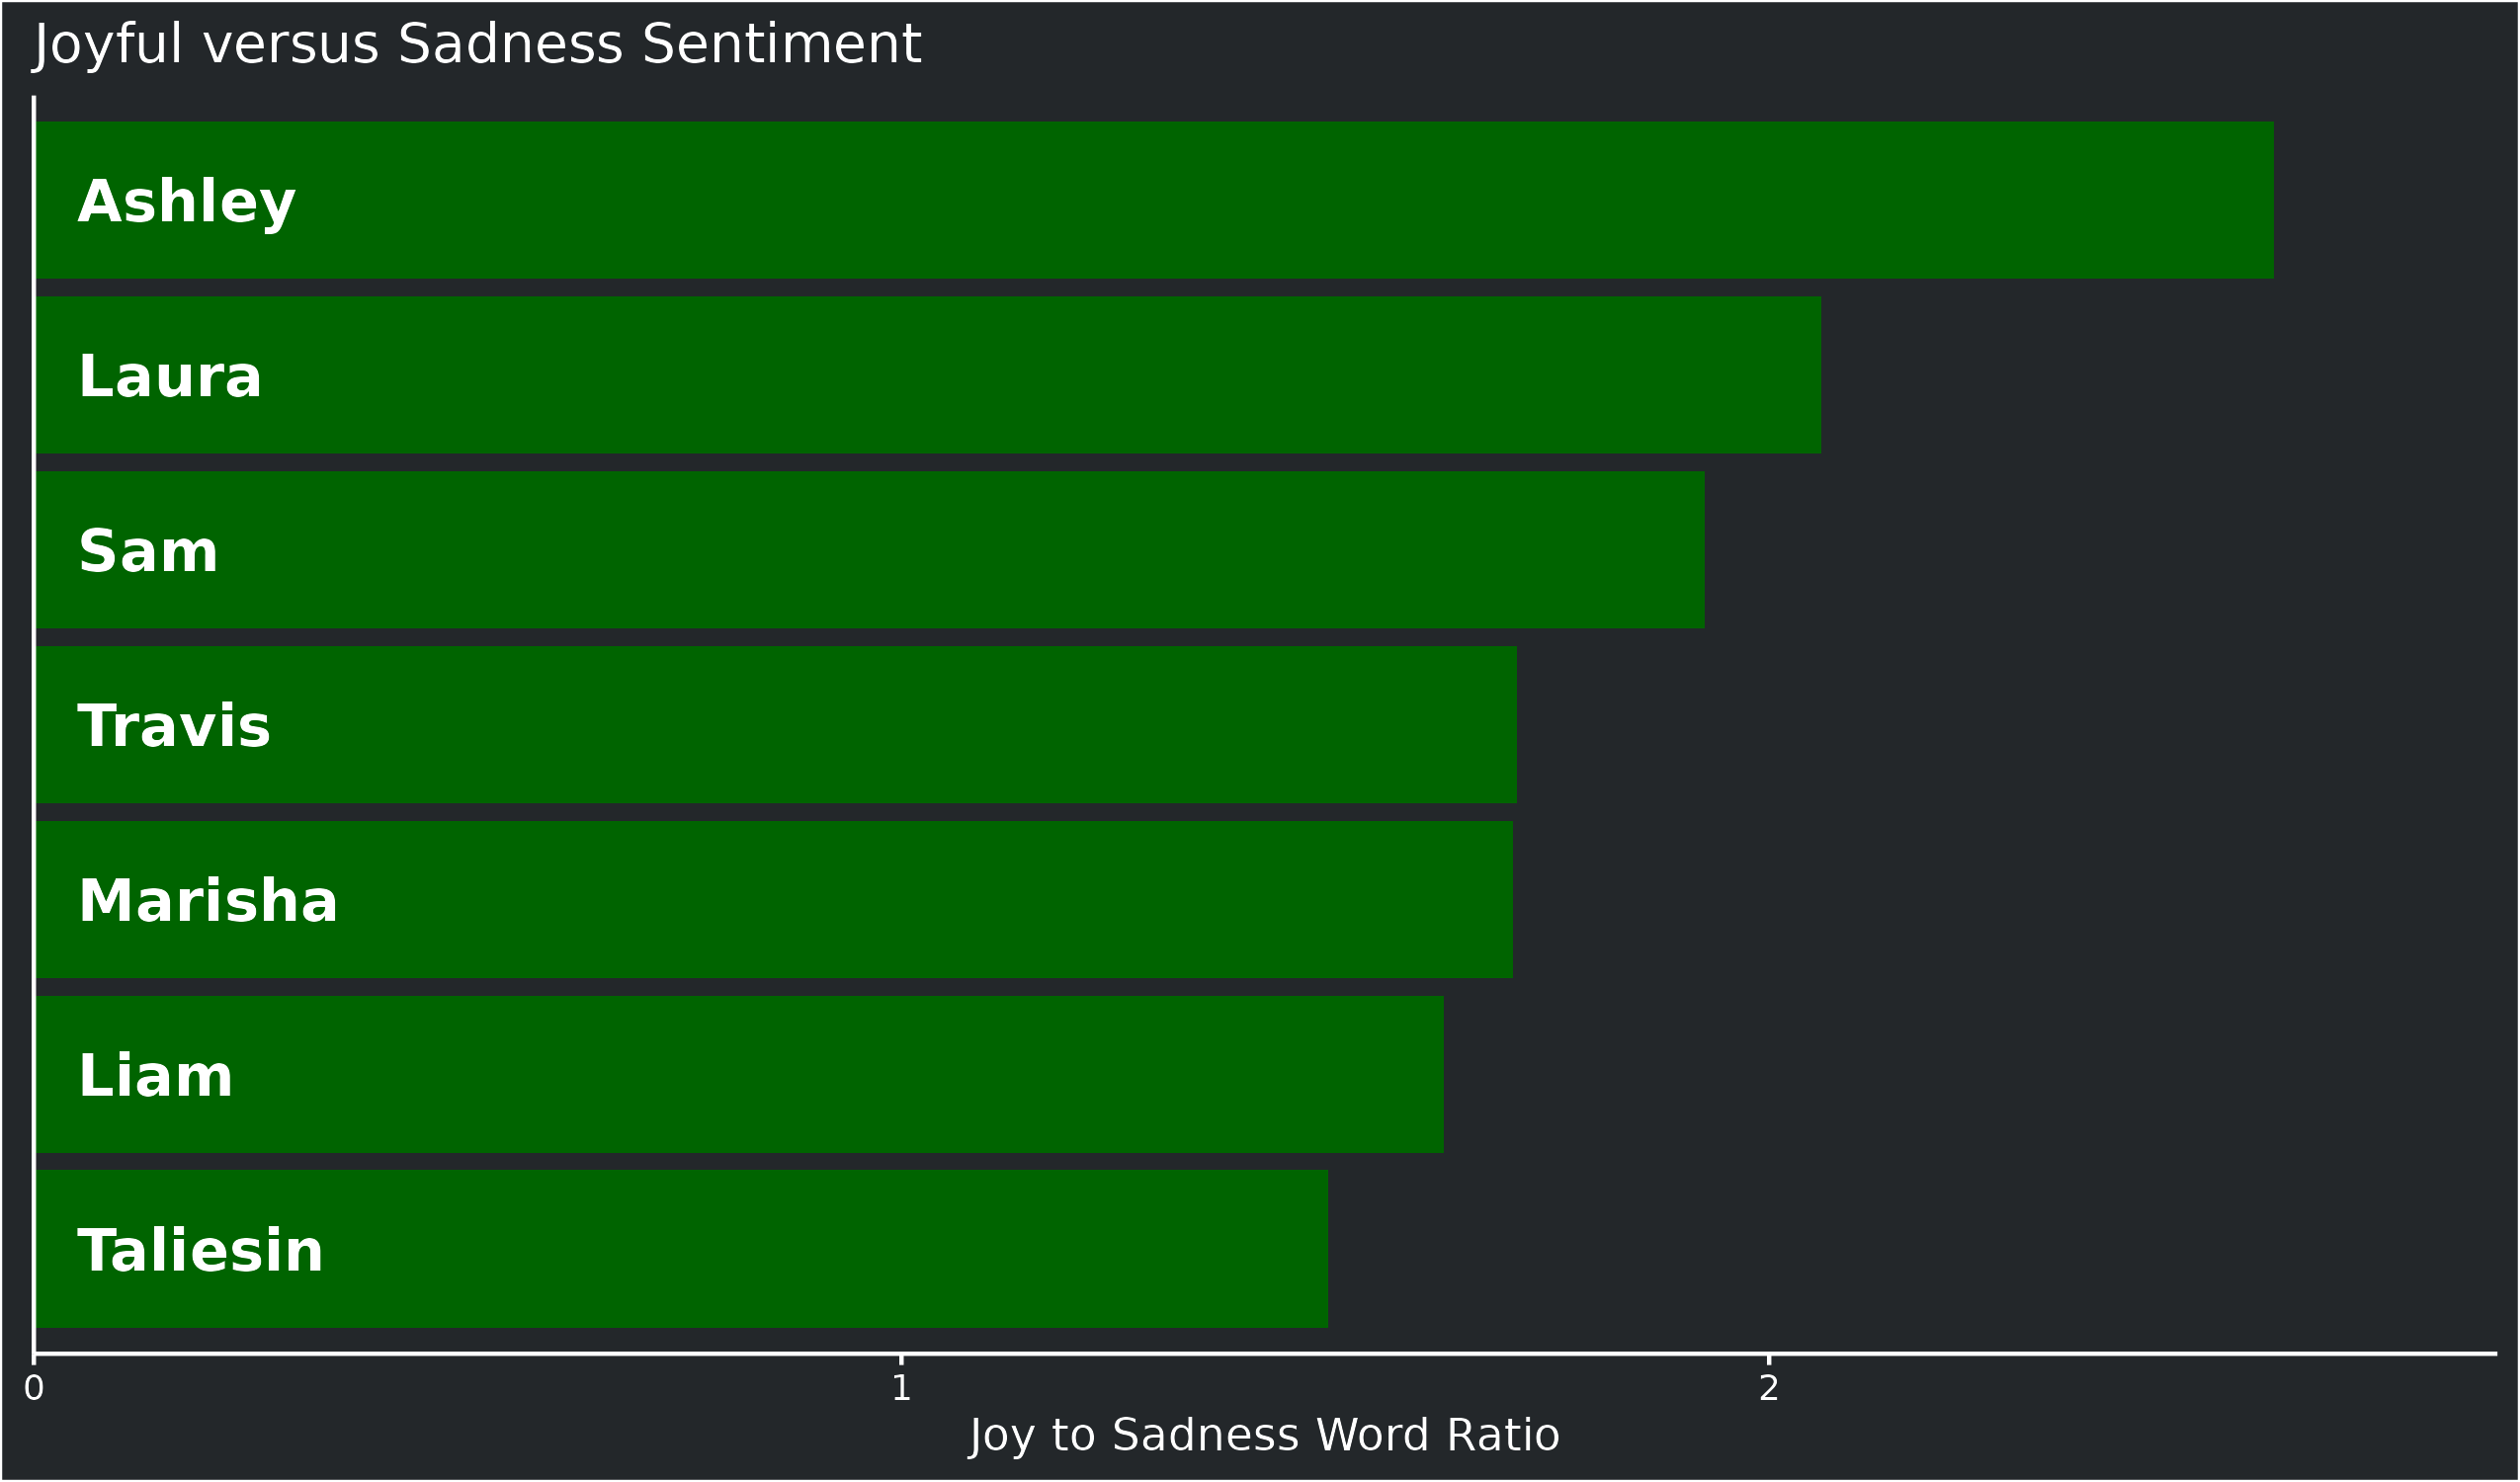 Joyful versus Sadness Sentiment
Ashley
Laura
Sam
Travis
Marisha
Liam
Taliesin
0 1 2
Joy to Sadness Word Ratio